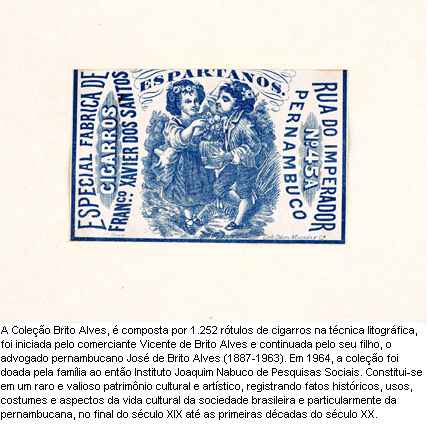 ESPARTANOS.
ESPECIAL FABRICA DE
CIGARROS
FRANCO. XAVIER DOS SANTOS
RUA DO IMPERADOR
Nº 45A
PERNAMBUCO
A Coleção Brito Alves, é composta por 1.252 rótulos de cigarros na técnica litográfica,
foi iniciada pelo comerciante Vicente de Brito Alves e continuada pelo seu filho, o
advogado pernambucano José de Brito Alves (1887-1963). Em 1964, a coleção foi
doada pela família ao então Instituto Joaquim Nabuco de Pesquisas Sociais. Constitui-se
em um raro e valioso patrimônio cultural e artístico, registrando fatos históricos, usos,
costumes e aspectos da vida cultural da sociedade brasileira e particularmente da
pernambucana, no final do século XIX até as primeiras décadas do século XX.